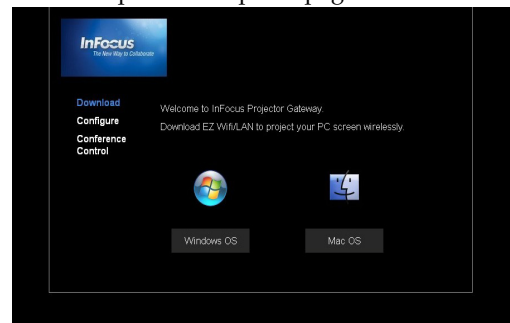 InFocus
The New Way to Collaborate
Download
Configure
Conference
Control
Welcome to InFocus Projector Gateway.
Download EZ Wifi/LAN to project your PC screen wirelessly.
Windows OS
Mac OS